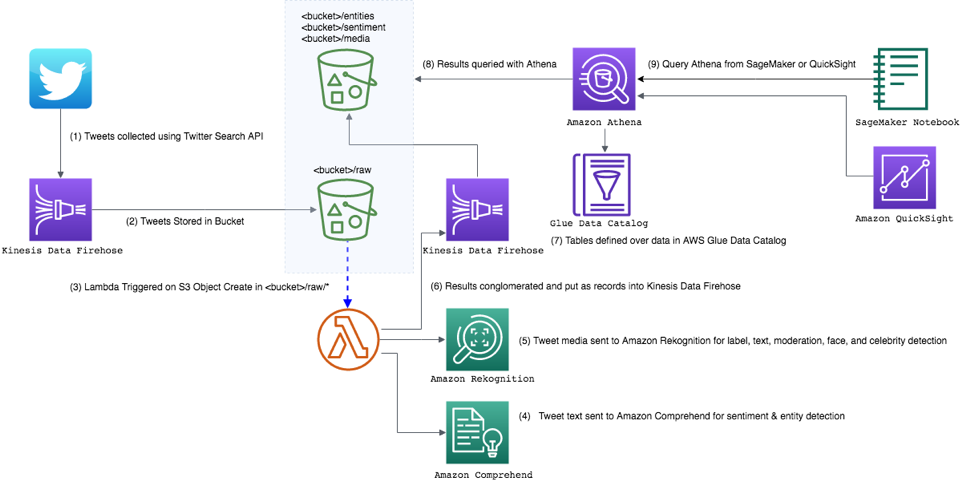 <bucket>/entities
<bucket>/sentiment
<bucket>/media
(8) Results queried with Athena
(9) Query Athena from SageMaker or QuickSight
Amazon Athena
SageMaker Notebook
(1) Tweets collected using Twitter Search API
<bucket>/raw
(2) Tweets Stored in Bucket
Kinesis Data Firehose
Kinesis Data Firehose
Glue Data Catalog
Amazon QuickSight
(7) Tables defined over data in AWS Glue Data Catalog
(3) Lambda Triggered on S3 Object Create in <bucket>/raw/*
(6) Results conglomerated and put as records into Kinesis Data Firehose
(5) Tweet media sent to Amazon Rekognition for label, text, moderation, face, and celebrity detection
Amazon Rekognition
(4) Tweet text sent to Amazon Comprehend for sentiment & entity detection
Amazon Comprehend